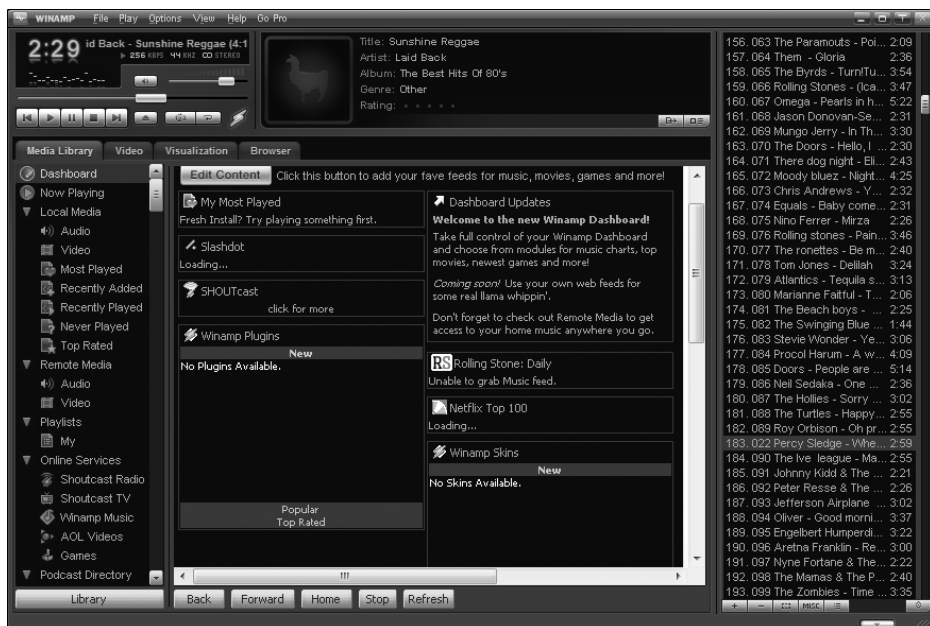 WINAMP File Play Options View Help Go Pro
2:29 id Back - Sunshine Reggae (4:1
256 KBPS 44 KHZ STEREO
Title: Sunshine Reggae
Artist: Laid Back
Album: The Best Hits Of 80's
Genre: Other
Rating:
Media Library Video Visualization Browser
Dashboard
Now Playing
Local Media
Audio
Video
Most Played
Recently Added
Recently Played
Never Played
Top Rated
Remote Media
Audio
Video
Playlists
My
Online Services
Shoutcast Radio
Shoutcast TV
Winamp Music
AOL Videos
Games
Podcast Directory
Library
Edit Content Click this button to add your fave feeds for music, movies, games and more!
My Most Played
Fresh Install? Try playing something first.
Slashdot
Loading...
SHOUTcast
click for more
Winamp Plugins
New
No Plugins Available.
Popular
Top Rated
Dashboard Updates
Welcome to the new Winamp Dashboard!
Take full control of your Winamp Dashboard
and choose from modules for music charts, top
movies, newest games and more!
Coming soon! Use your own web feeds for
some real llama whippin'.
Don't forget to check out Remote Media to get
access to your home music anywhere you go.
RS Rolling Stone: Daily
Unable to grab Music feed.
Netflix Top 100
Loading...
Winamp Skins
New
No Skins Available.
Back Forward Home Stop Refresh
156. 063 The Paramouts - Poi... 2:09
157. 064 Them - Gloria 2:36
158. 065 The Byrds - Turn!Tu... 3:54
159. 066 Rolling Stones - (Ica... 3:47
160. 067 Omega - Pearls in h... 5:22
161. 068 Jason Donovan-Se... 2:31
162. 069 Mungo Jerry - In Th... 3:30
163. 070 The Doors - Hello, I ... 2:30
164. 071 There dog night - Eli... 2:43
165. 072 Moody bluez - Night... 4:25
166. 073 Chris Andrews - Y... 2:32
167. 074 Equals - Baby come... 2:31
168. 075 Nino Ferrer - Mirza 2:26
169. 076 Rolling stones - Pain... 3:46
170. 077 The ronettes - Be m... 2:40
171. 078 Tom Jones - Delilah 3:24
172. 079 Atlantics - Tequila s... 3:13
173. 080 Marianne Faitful - T... 2:06
174. 081 The Beach boys - ... 2:25
175. 082 The Swinging Blue ... 1:44
176. 083 Stevie Wonder - Ye... 3:06
177. 084 Procol Harum - A w... 4:09
178. 085 Doors - People are ... 5:14
179. 086 Neil Sedaka - One ... 2:36
180. 087 The Hollies - Sorry ... 3:02
181. 088 The Turtles - Happy... 2:55
182. 089 Roy Orbison - Oh pr... 2:55
183. 022 Percy Sledge - Whe... 2:59
184. 090 The Ive league - Ma... 2:55
185. 091 Johnny Kidd & The ... 2:21
186. 092 Peter Resse & The ... 2:26
187. 093 Jefferson Airplane ... 3:02
188. 094 Oliver - Good morni... 3:37
189. 095 Engelbert Humperdi... 3:22
190. 096 Aretna Franklin - Re... 3:00
191. 097 Nyne Fortane & The... 2:22
192. 098 The Mamas & The P... 2:40
193. 099 The Zombies - Time ... 3:35
MISC